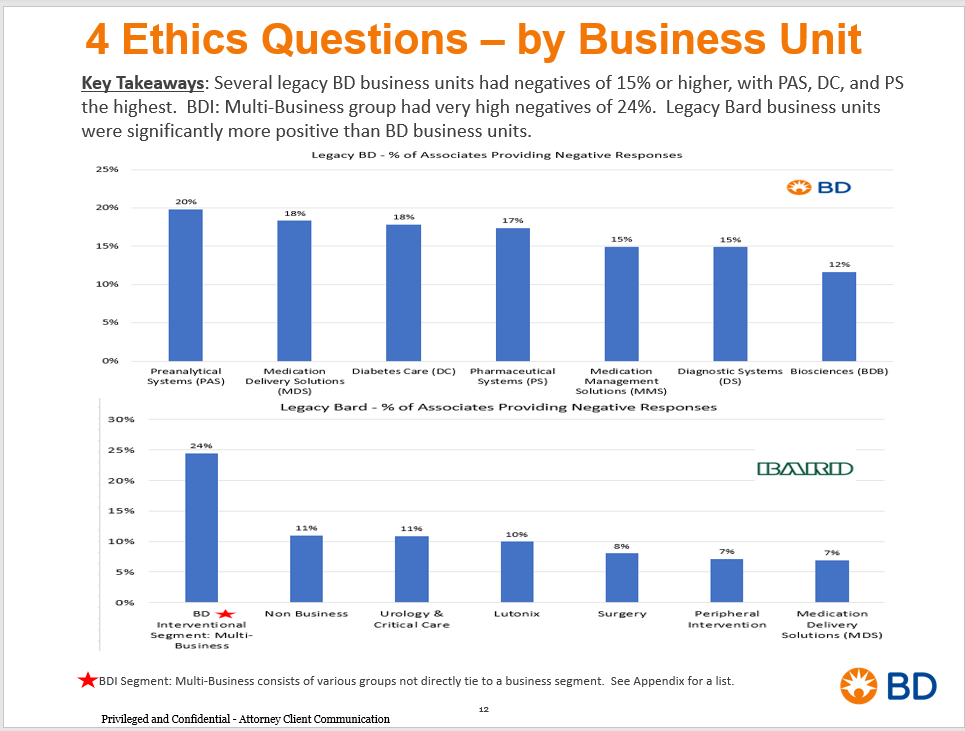 4 Ethics Questions – by Business Unit
Key Takeaways: Several legacy BD business units had negatives of 15% or higher, with PAS, DC, and PS
the highest.  BDI: Multi-Business group had very high negatives of 24%.  Legacy Bard business units
were significantly more positive than BD business units.
Legacy BD - % of Associates Providing Negative Responses
25%
20%
15%
10%
5%
0%
BD
20%
18%
18%
17%
15%
15%
12%
Preanalytical
Systems (PAS)
Medication
Delivery Solutions
(MDS)
Diabetes Care (DC)
Pharmaceutical
Systems (PS)
Medication
Management
Solutions (MMS)
Diagnostic Systems
(DS)
Biosciences (BDB)
Legacy Bard - % of Associates Providing Negative Responses
30%
25%
20%
15%
10%
5%
0%
BARD
24%
11%
11%
10%
8%
7%
7%
BD
Interventional
Segment: Multi-
Business
Non Business
Urology &
Critical Care
Lutonix
Surgery
Peripheral
Intervention
Medication
Delivery
Solutions (MDS)
BDI Segment: Multi-Business consists of various groups not directly tie to a business segment.  See Appendix for a list.
BD
12
Privileged and Confidential - Attorney Client Communication